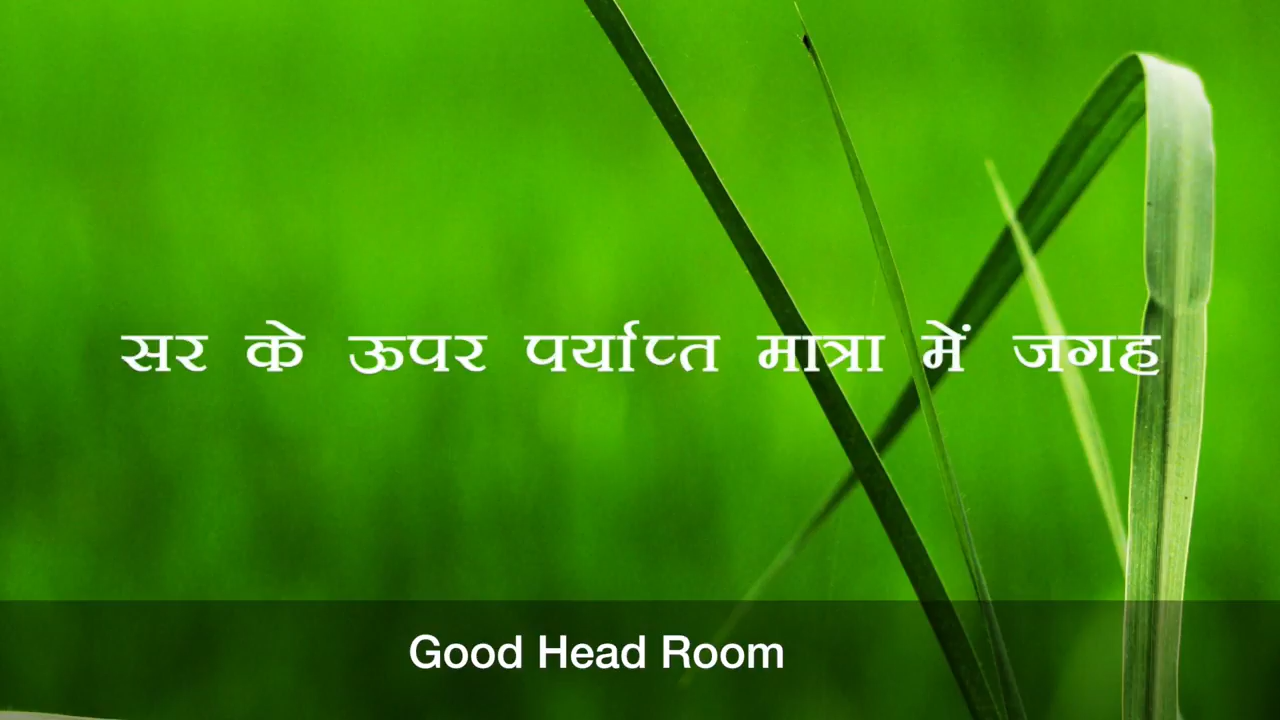 सर के ऊपर पर्याप्त मात्रा में जगह
Good Head Room